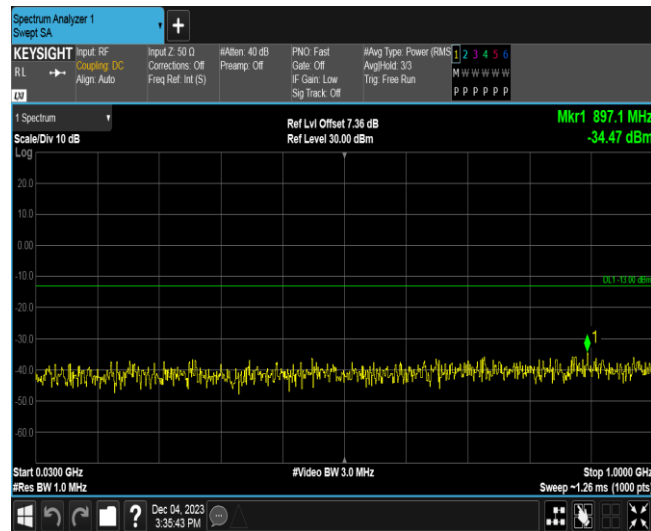 Spectrum Analyzer 1
Swept SA
+
KEYSIGHT
RL
LXI
Input: RF
Coupling: DC
Align: Auto
Input Z: 50 Ω
Corrections: Off
Freq Ref: Int (S)
#Atten: 40 dB
Preamp: Off
PNO: Fast
Gate: Off
IF Gain: Low
Sig Track: Off
#Avg Type: Power (RMS
Avg|Hold: 3/3
Trig: Free Run
1 2 3 4 5 6
M W W W W W
P P P P P P
1 Spectrum
Scale/Div 10 dB
Log
Ref Lvl Offset 7.36 dB
Ref Level 30.00 dBm
Mkr1 897.1 MHz
-34.47 dBm
20.0
10.0
0.00
-10.0
DL1 -13.00 dBm
-20.0
-30.0
1
-40.0
-50.0
-60.0
Start 0.0300 GHz
#Res BW 1.0 MHz
#Video BW 3.0 MHz
Stop 1.0000 GHz
Sweep ~1.26 ms (1000 pts
?
Dec 04, 2023
3:35:43 PM